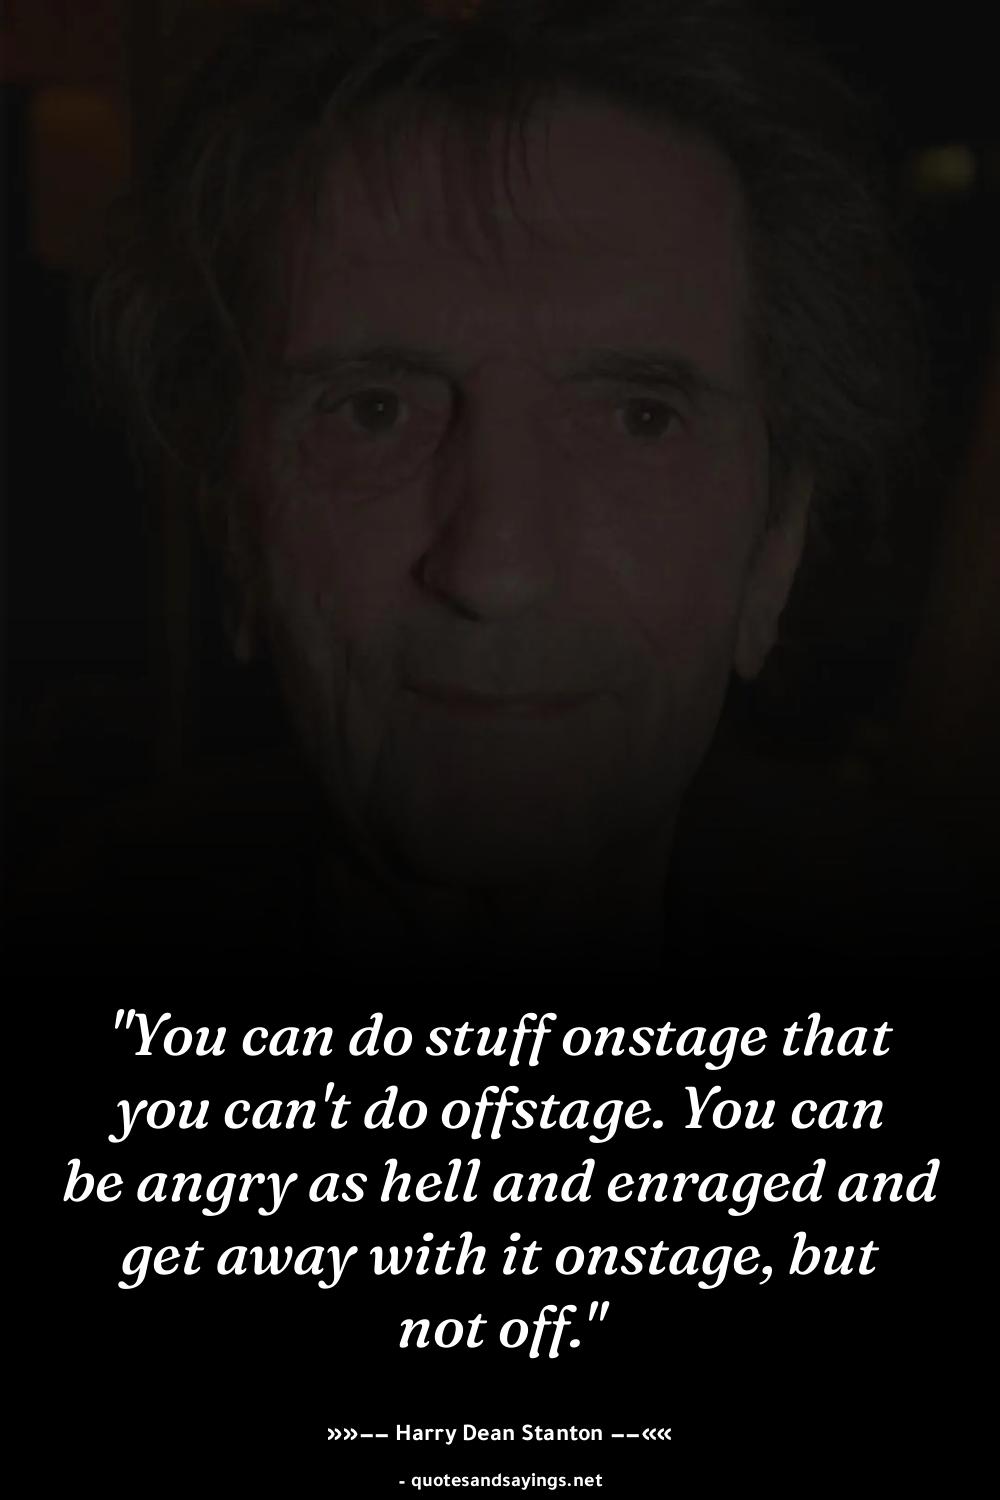 "You can do stuff onstage that
you can't do offstage. You can
be angry as hell and enraged and
get away with it onstage, but
not off."
»»−− Harry Dean Stanton −−««
- quotesandsayings.net